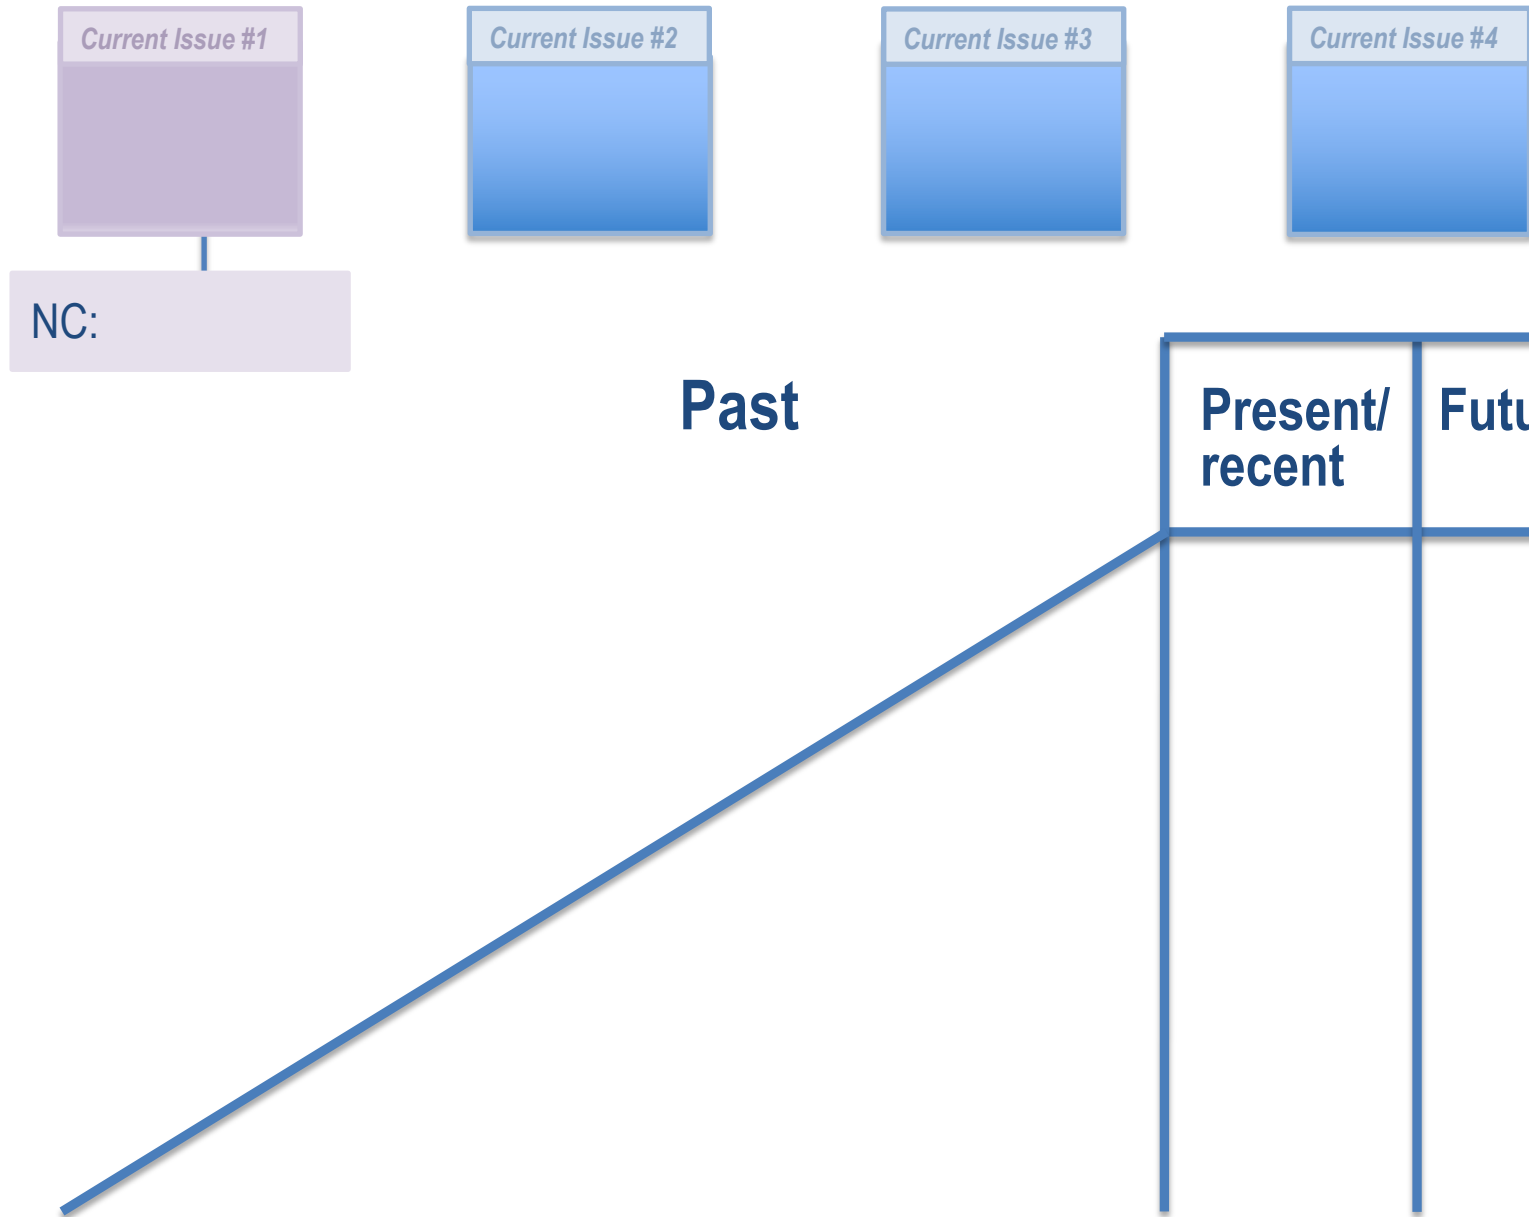 Current Issue #1
Current Issue #2
Current Issue #3
Current Issue #4
NC:
Past
Present/
recent